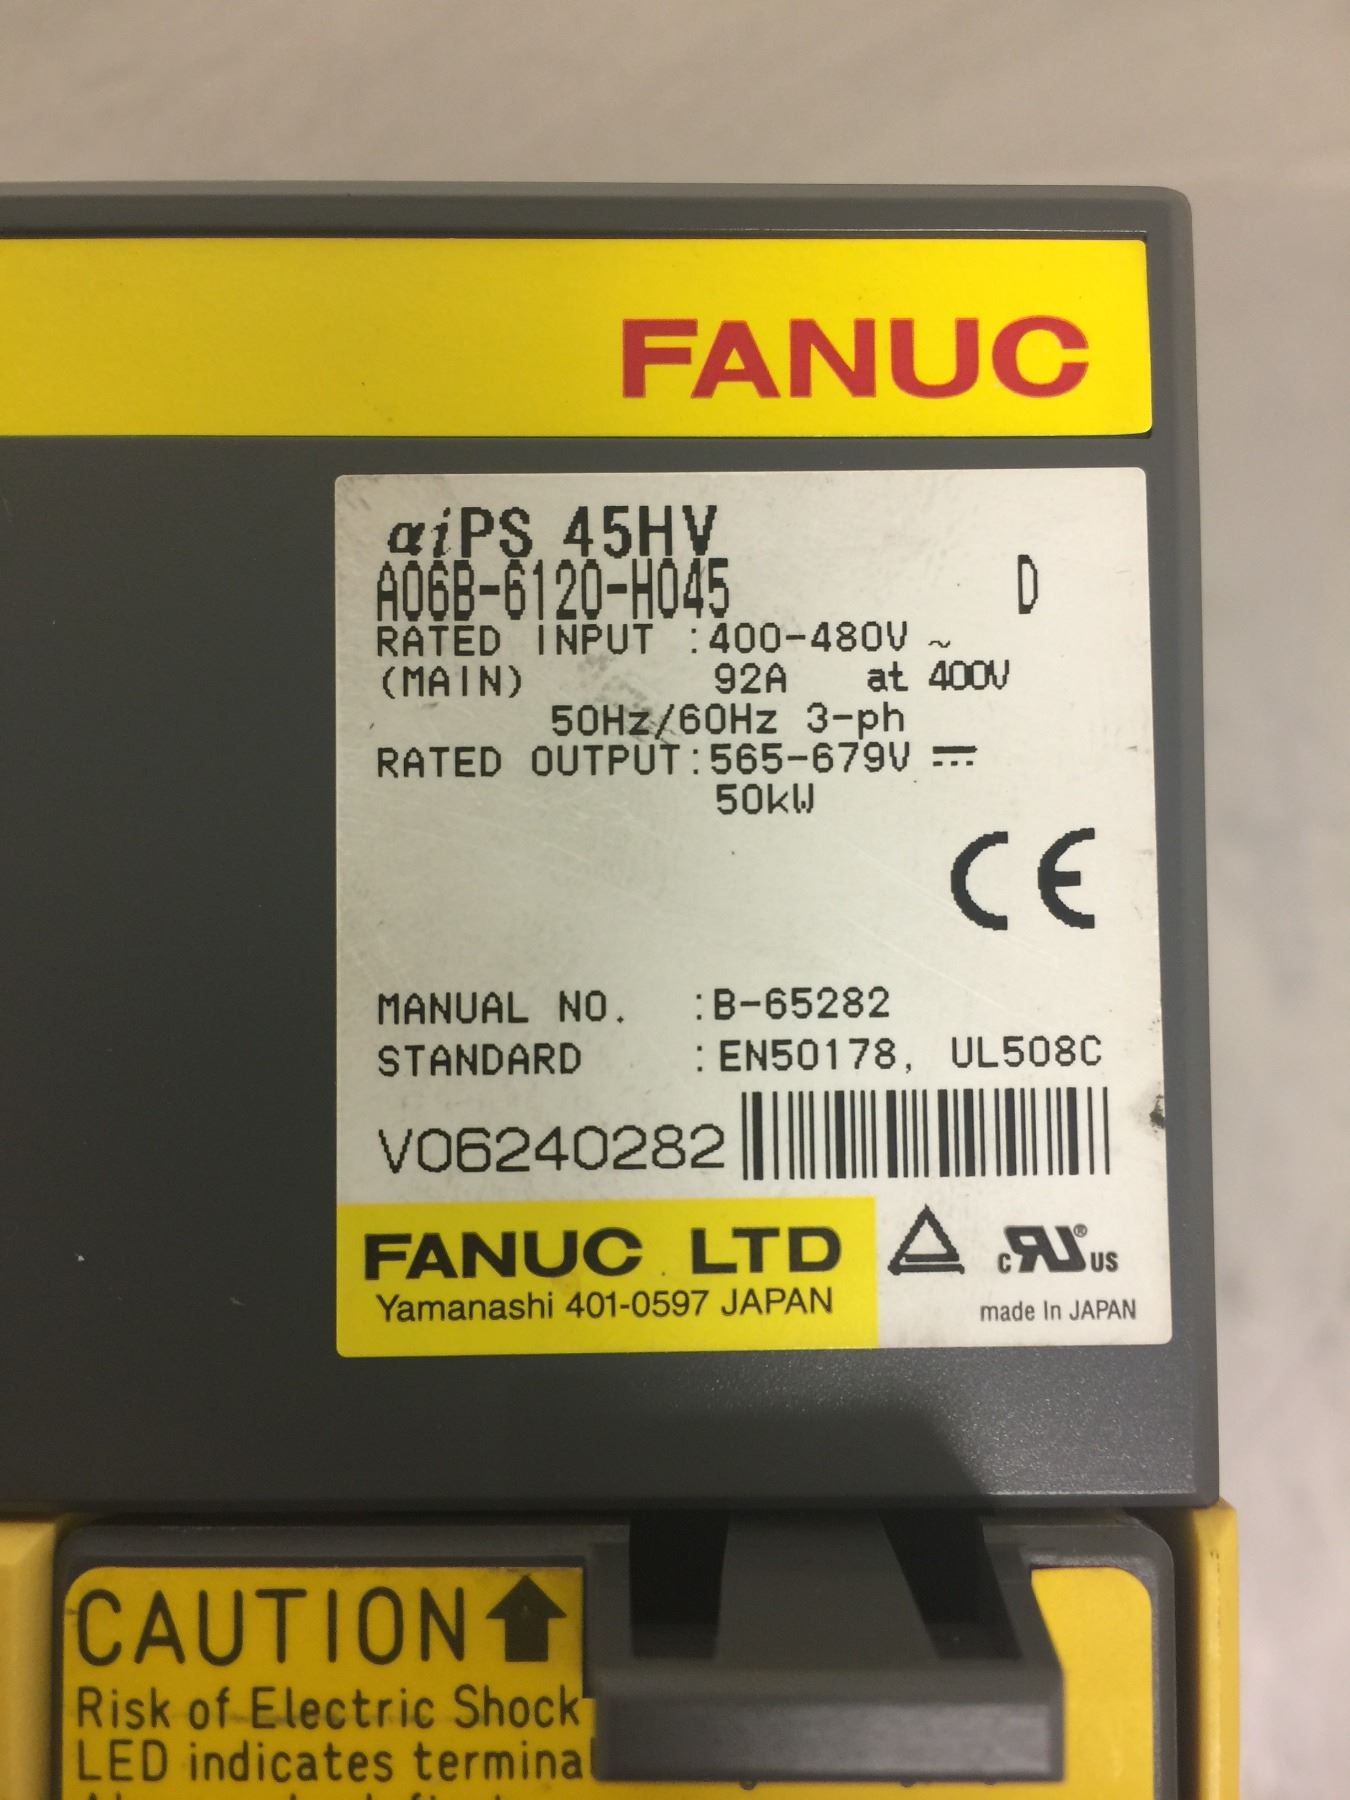 FANUC
αiPS 45HV
A06B-6120-H045 D
RATED INPUT :400-480V ~
(MAIN) 92A at 400V
50Hz/60Hz 3-ph
RATED OUTPUT:565-679V ⎓
50kW
CE
MANUAL NO. :B-65282
STANDARD :EN50178, UL508C
V06240282
FANUC LTD
Yamanashi 401-0597 JAPAN
c RU® US
made In JAPAN
CAUTION ↑
Risk of Electric Shock
LED indicates termina